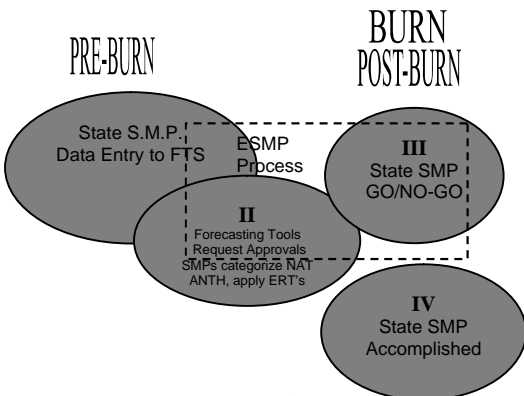 PRE-BURN
BURN
POST-BURN
State S.M.P.
Data Entry to FTS
ESMP
Process
II
Forecasting Tools
Request Approvals
SMPs categorize NAT
ANTH, apply ERT's
III
State SMP
GO/NO-GO
IV
State SMP
Accomplished